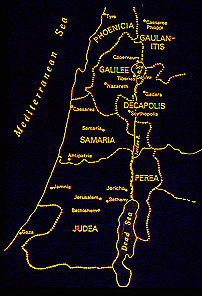 Tyre
Caesarea
Philippi
PHOENICIA
GAULAN-
ITIS
Mediterranean Sea
Capernaum
GALILEE
Tiberias
Nazareth
Gadara
DECAPOLIS
Scythopolis
Caesarea
Samaria
SAMARIA
Antipatris
PEREA
Jamnia
Jericho
Jerusalem
Bethany
Bethlehem
Gaza
JUDEA
Dead Sea